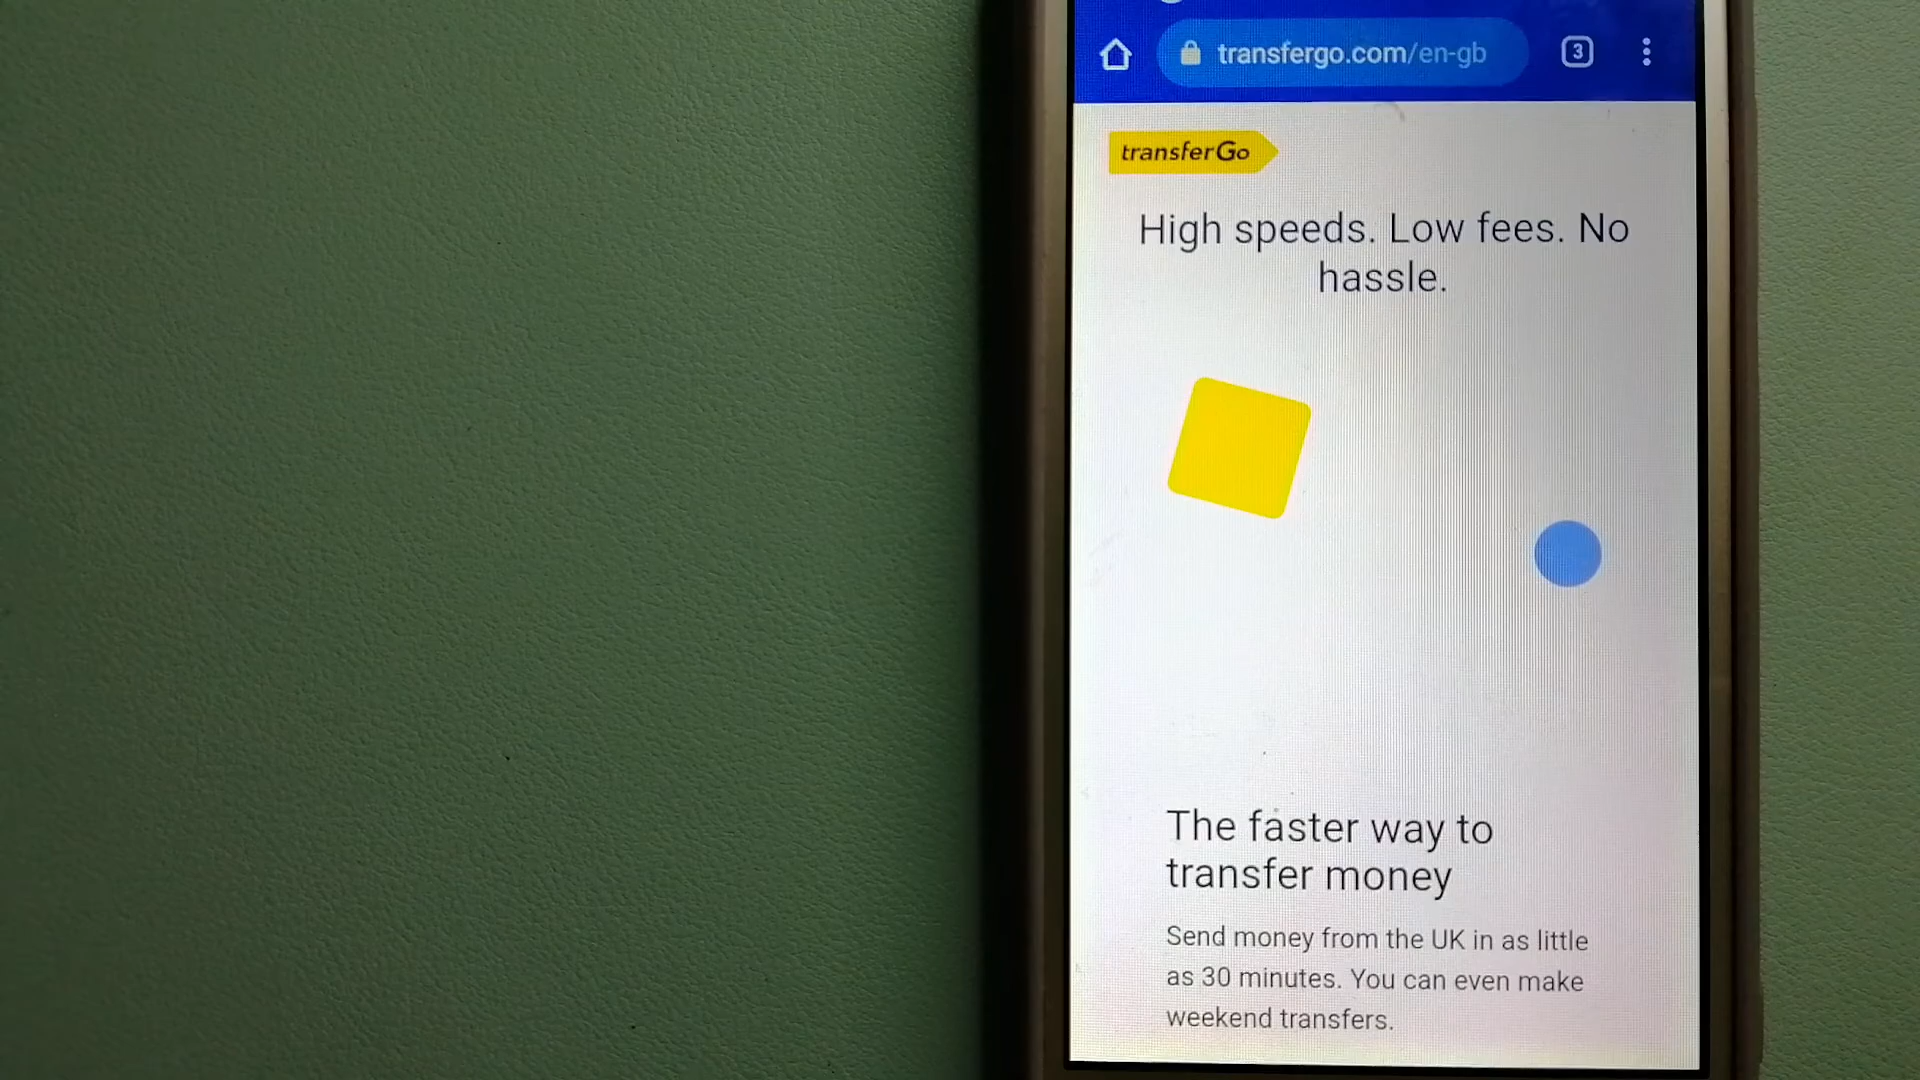 transfergo.com/en-gb
3
transferGo
High speeds. Low fees. No
hassle.
The faster way to
transfer money
Send money from the UK in as little
as 30 minutes. You can even make
weekend transfers.